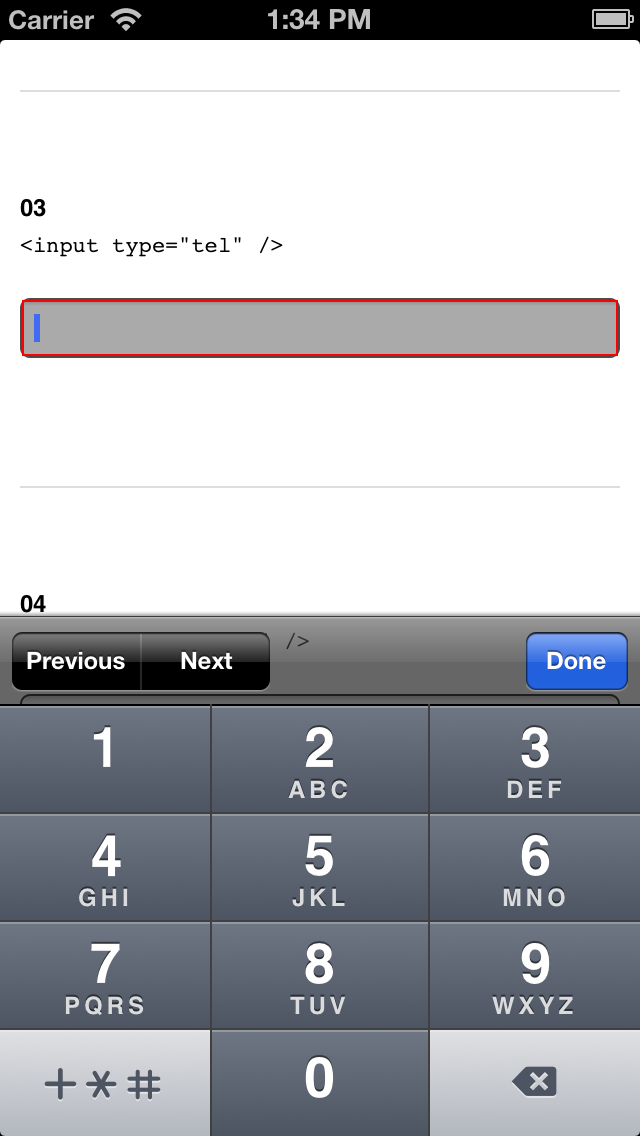 Carrier 1:34 PM
03
<input type="tel" />
04
/>
Previous Next Done
1 2 3
ABC DEF
4 5 6
GHI JKL MNO
7 8 9
PQRS TUV WXYZ
+*# 0